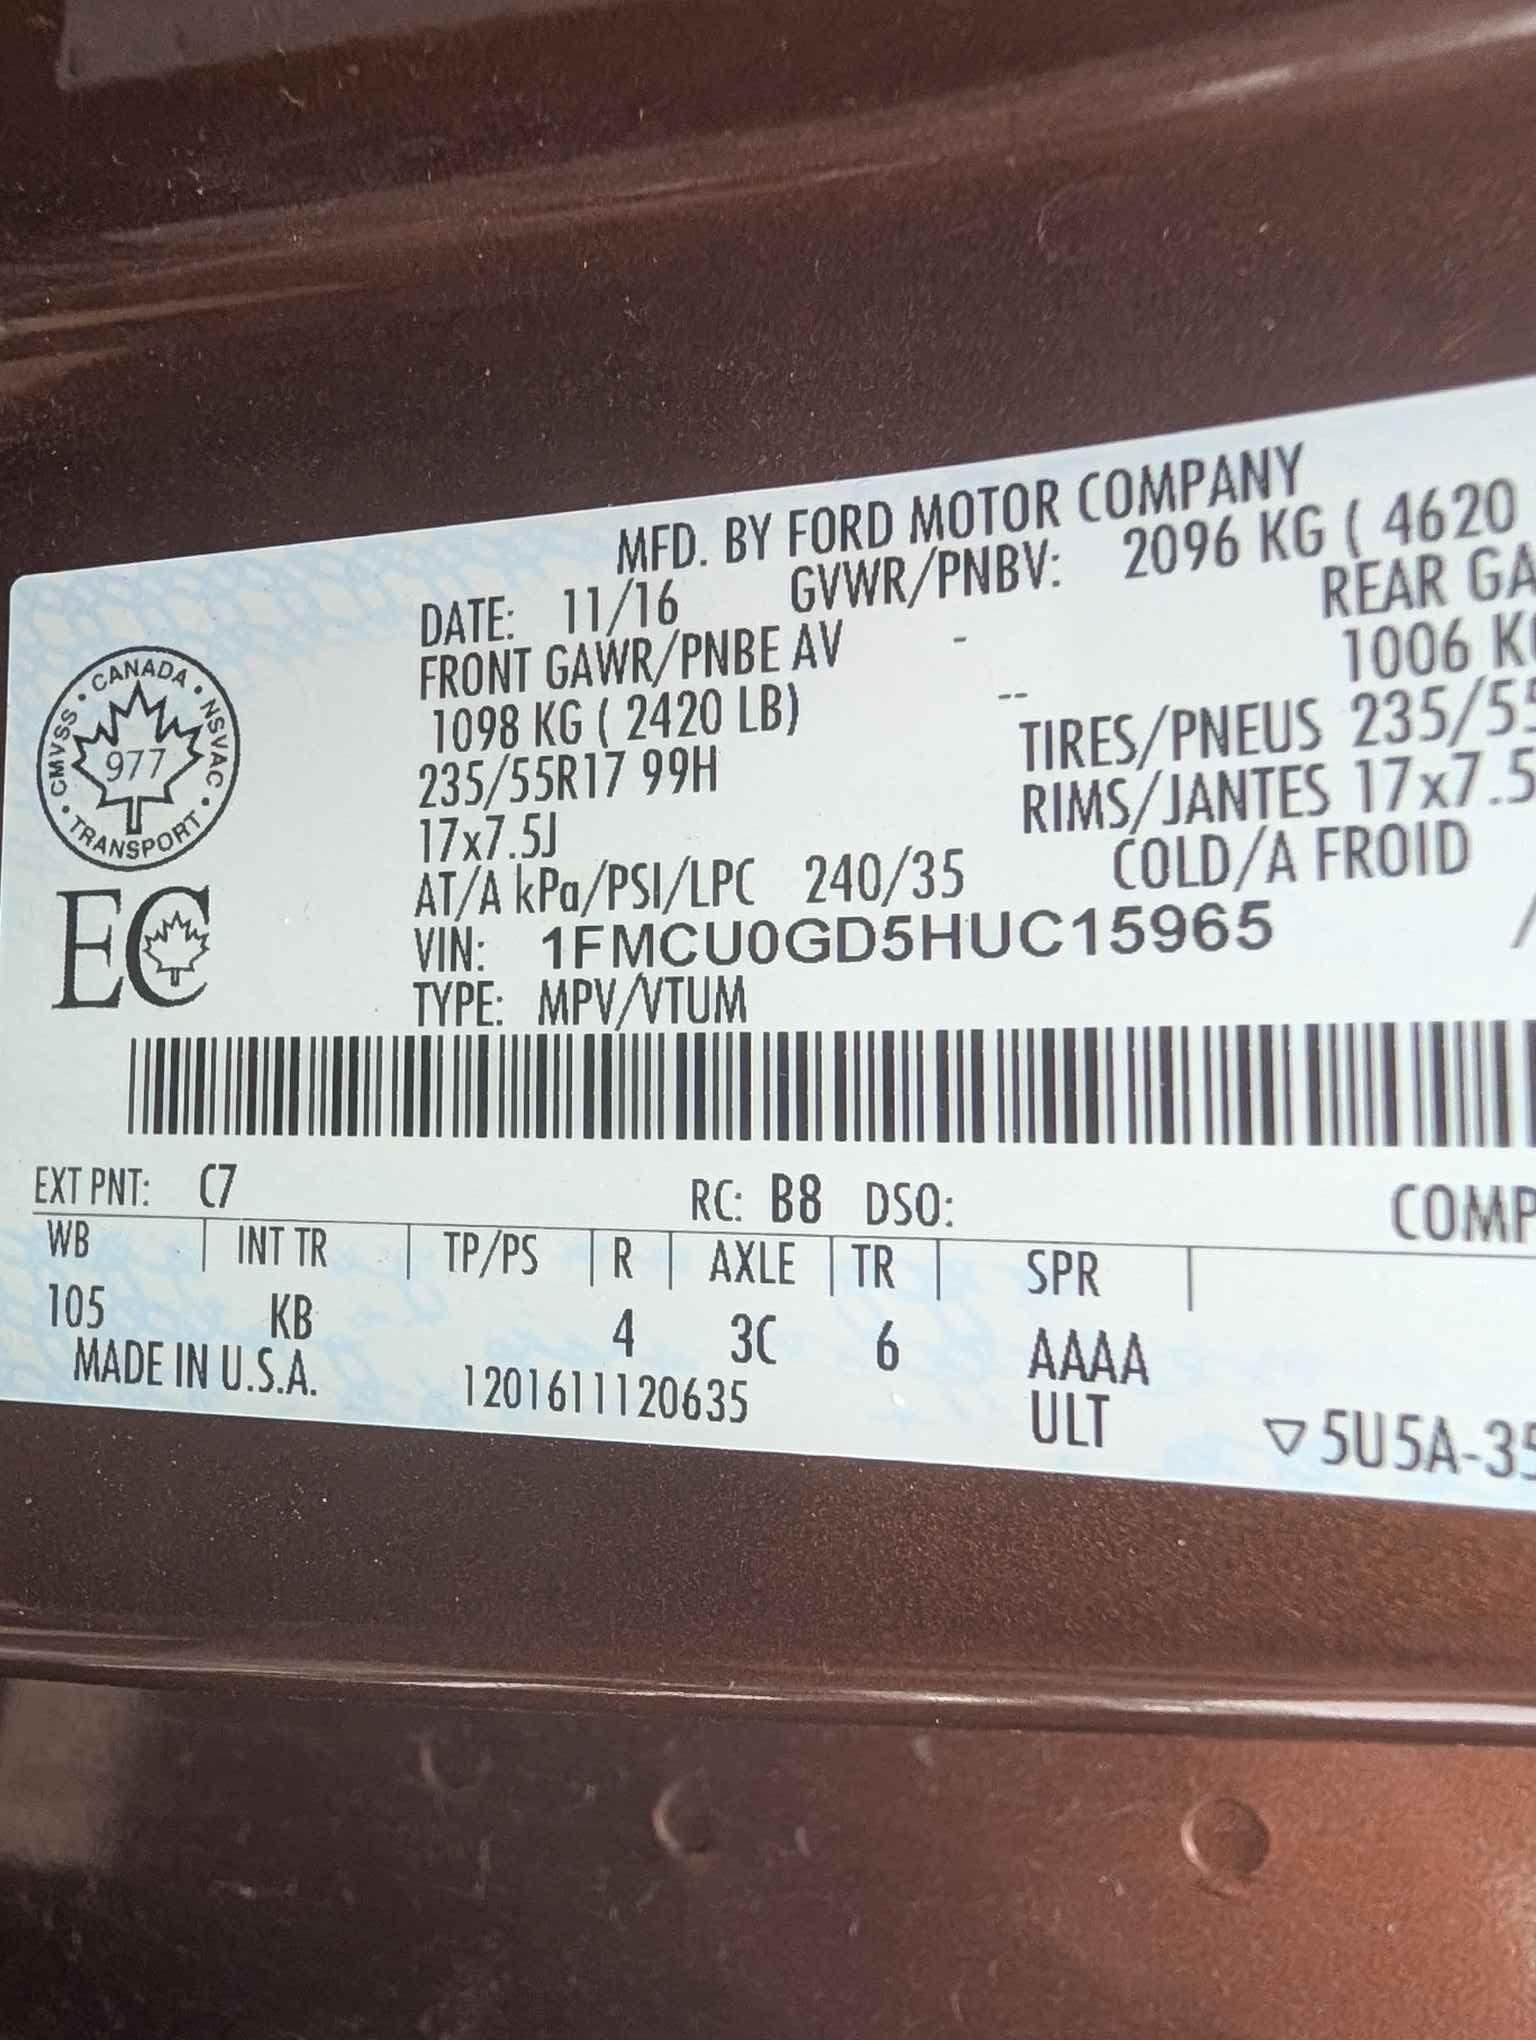 MFD. BY FORD MOTOR COMPANY
DATE: 11/16 GVWR/PNBV: 2096 KG ( 4620
FRONT GAWR/PNBE AV - REAR GA
1098 KG ( 2420 LB) -- 1006 K
235/55R17 99H TIRES/PNEUS 235/55
17x7.5J RIMS/JANTES 17x7.5
AT/A kPa/PSI/LPC 240/35 COLD/A FROID
VIN: 1FMCU0GD5HUC15965 /
TYPE: MPV/VTUM
CANADA • NSVAC • TRANSPORT • CMVSS •
977
EC
EXT PNT: C7 RC: B8 DSO: COMP
WB | INT TR | TP/PS | R | AXLE | TR | SPR |
105 KB 4 3C 6 AAAA
MADE IN U.S.A. 1201611120635 ULT ▽ 5U5A-35